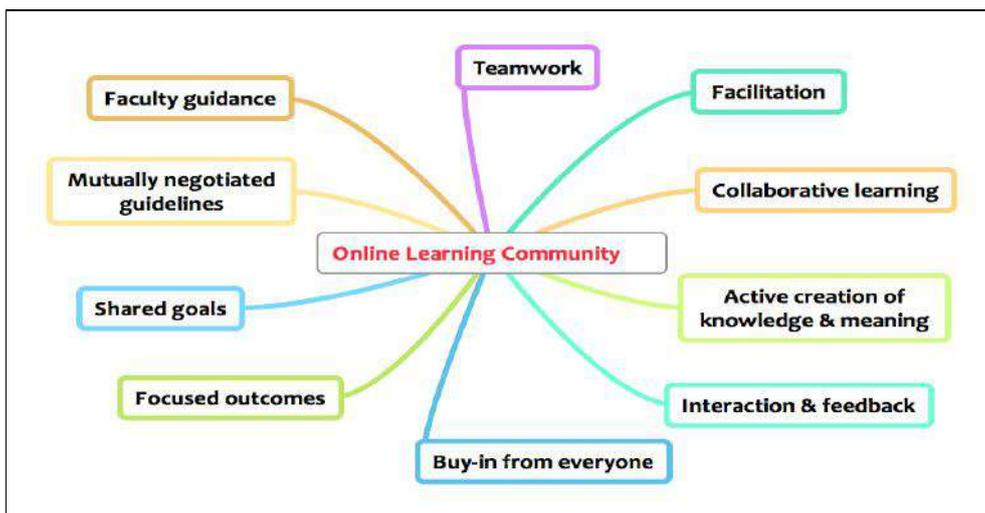 Teamwork
Faculty guidance
Facilitation
Mutually negotiated
guidelines
Collaborative learning
Online Learning Community
Shared goals
Active creation of
knowledge & meaning
Focused outcomes
Interaction & feedback
Buy-in from everyone